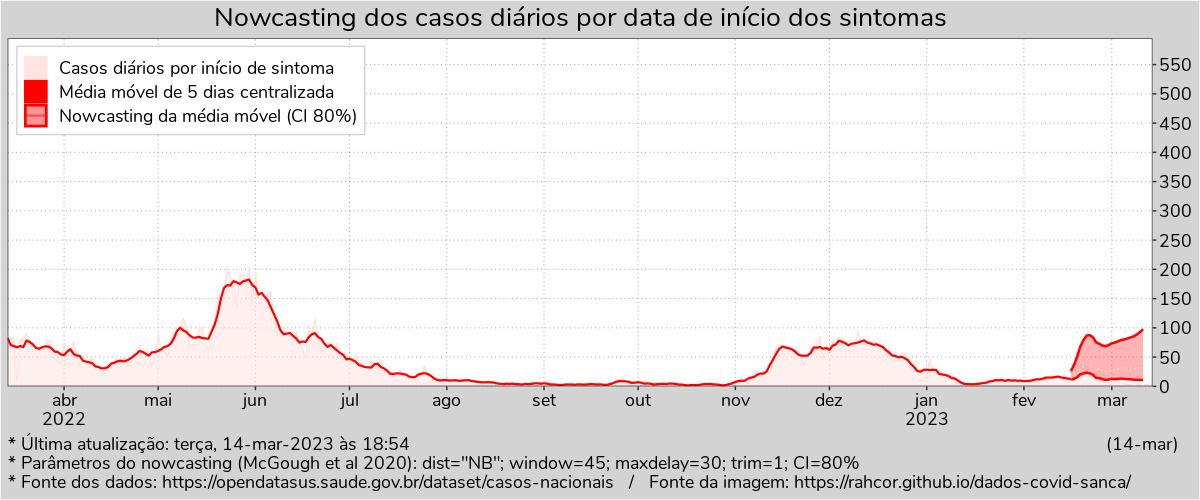 Nowcasting dos casos diários por data de início dos sintomas
Casos diários por início de sintoma
Média móvel de 5 dias centralizada
Nowcasting da média móvel (CI 80%)
550
500
450
400
350
300
250
200
150
100
50
0
abr mai jun jul ago set out nov dez jan fev mar
2022 2023
* Última atualização: terça, 14-mar-2023 às 18:54 (14-mar)
* Parâmetros do nowcasting (McGough et al 2020): dist="NB"; window=45; maxdelay=30; trim=1; CI=80%
* Fonte dos dados: https://opendatasus.saude.gov.br/dataset/casos-nacionais / Fonte da imagem: https://rahcor.github.io/dados-covid-sanca/